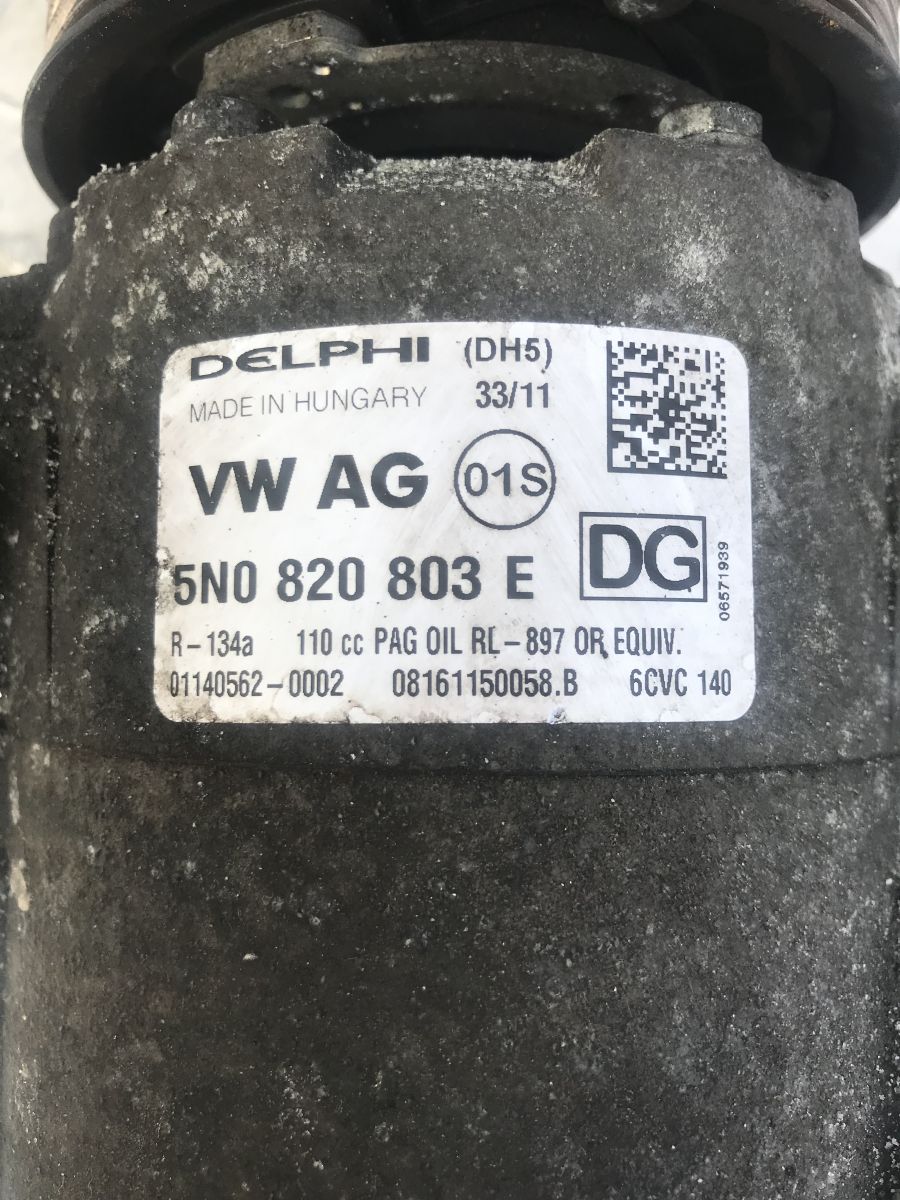 DELPHI (DH5)
MADE IN HUNGARY 33/11
VW AG 01S
5N0 820 803 E DG
06571939
R-134a 110 cc PAG OIL RL-897 OR EQUIV.
01140562-0002 08161150058.B 6CVC 140